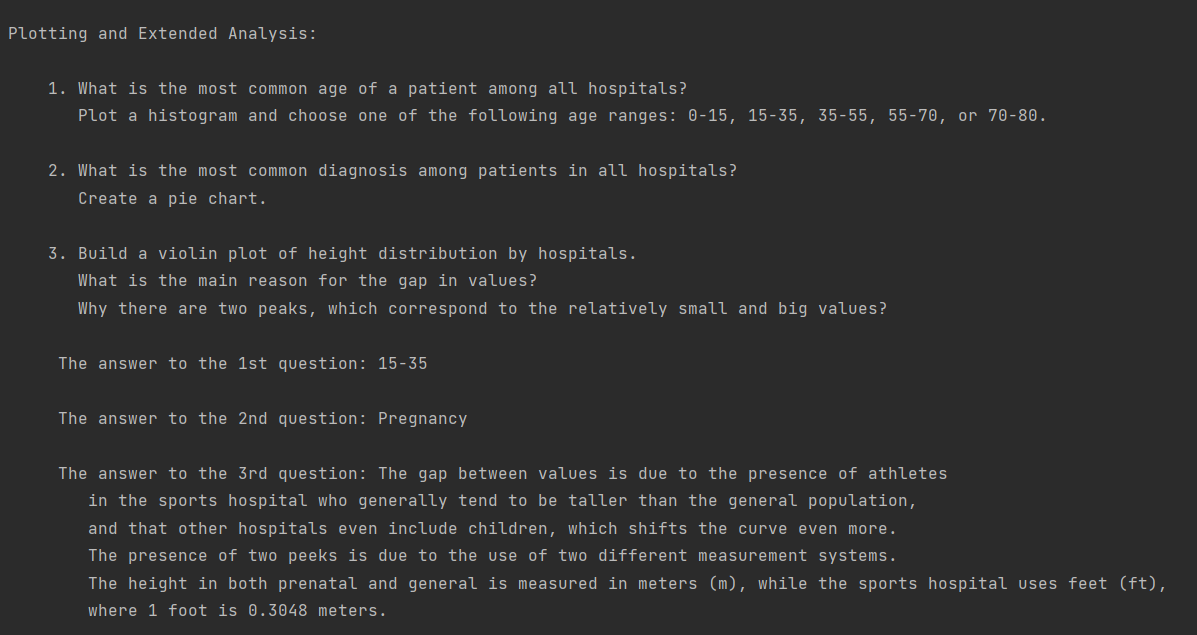 Plotting and Extended Analysis:
1. What is the most common age of a patient among all hospitals?
Plot a histogram and choose one of the following age ranges: 0-15, 15-35, 35-55, 55-70, or 70-80.
2. What is the most common diagnosis among patients in all hospitals?
Create a pie chart.
3. Build a violin plot of height distribution by hospitals.
What is the main reason for the gap in values?
Why there are two peaks, which correspond to the relatively small and big values?
The answer to the 1st question: 15-35
The answer to the 2nd question: Pregnancy
The answer to the 3rd question: The gap between values is due to the presence of athletes
in the sports hospital who generally tend to be taller than the general population,
and that other hospitals even include children, which shifts the curve even more.
The presence of two peeks is due to the use of two different measurement systems.
The height in both prenatal and general is measured in meters (m), while the sports hospital uses feet (ft),
where 1 foot is 0.3048 meters.